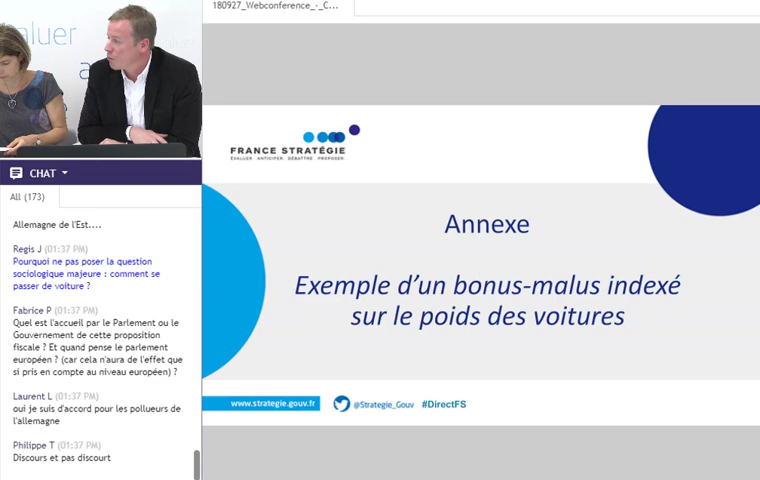 180927_Webconference_-_C...
FRANCE STRATÉGIE
ÉVALUER. ANTICIPER. DÉBATTRE. PROPOSER.
Annexe
Exemple d'un bonus-malus indexé
sur le poids des voitures
www.strategie.gouv.fr
@Strategie_Gouv
#DirectFS
CHAT
All (173)
Allemagne de l'Est....
Regis J (01:37 PM)
Pourquoi ne pas poser la question
sociologique majeure : comment se
passer de voiture ?
Fabrice P (01:37 PM)
Quel est l'accueil par le Parlement ou le
Gouvernement de cette proposition
fiscale ? Et quand pense le parlement
européen ? (car cela n'aura de l'effet que
si pris en compte au niveau européen) ?
Laurent L (01:37 PM)
oui je suis d'accord pour les pollueurs de
l'allemagne
Philippe T (01:37 PM)
Discours et pas discourt